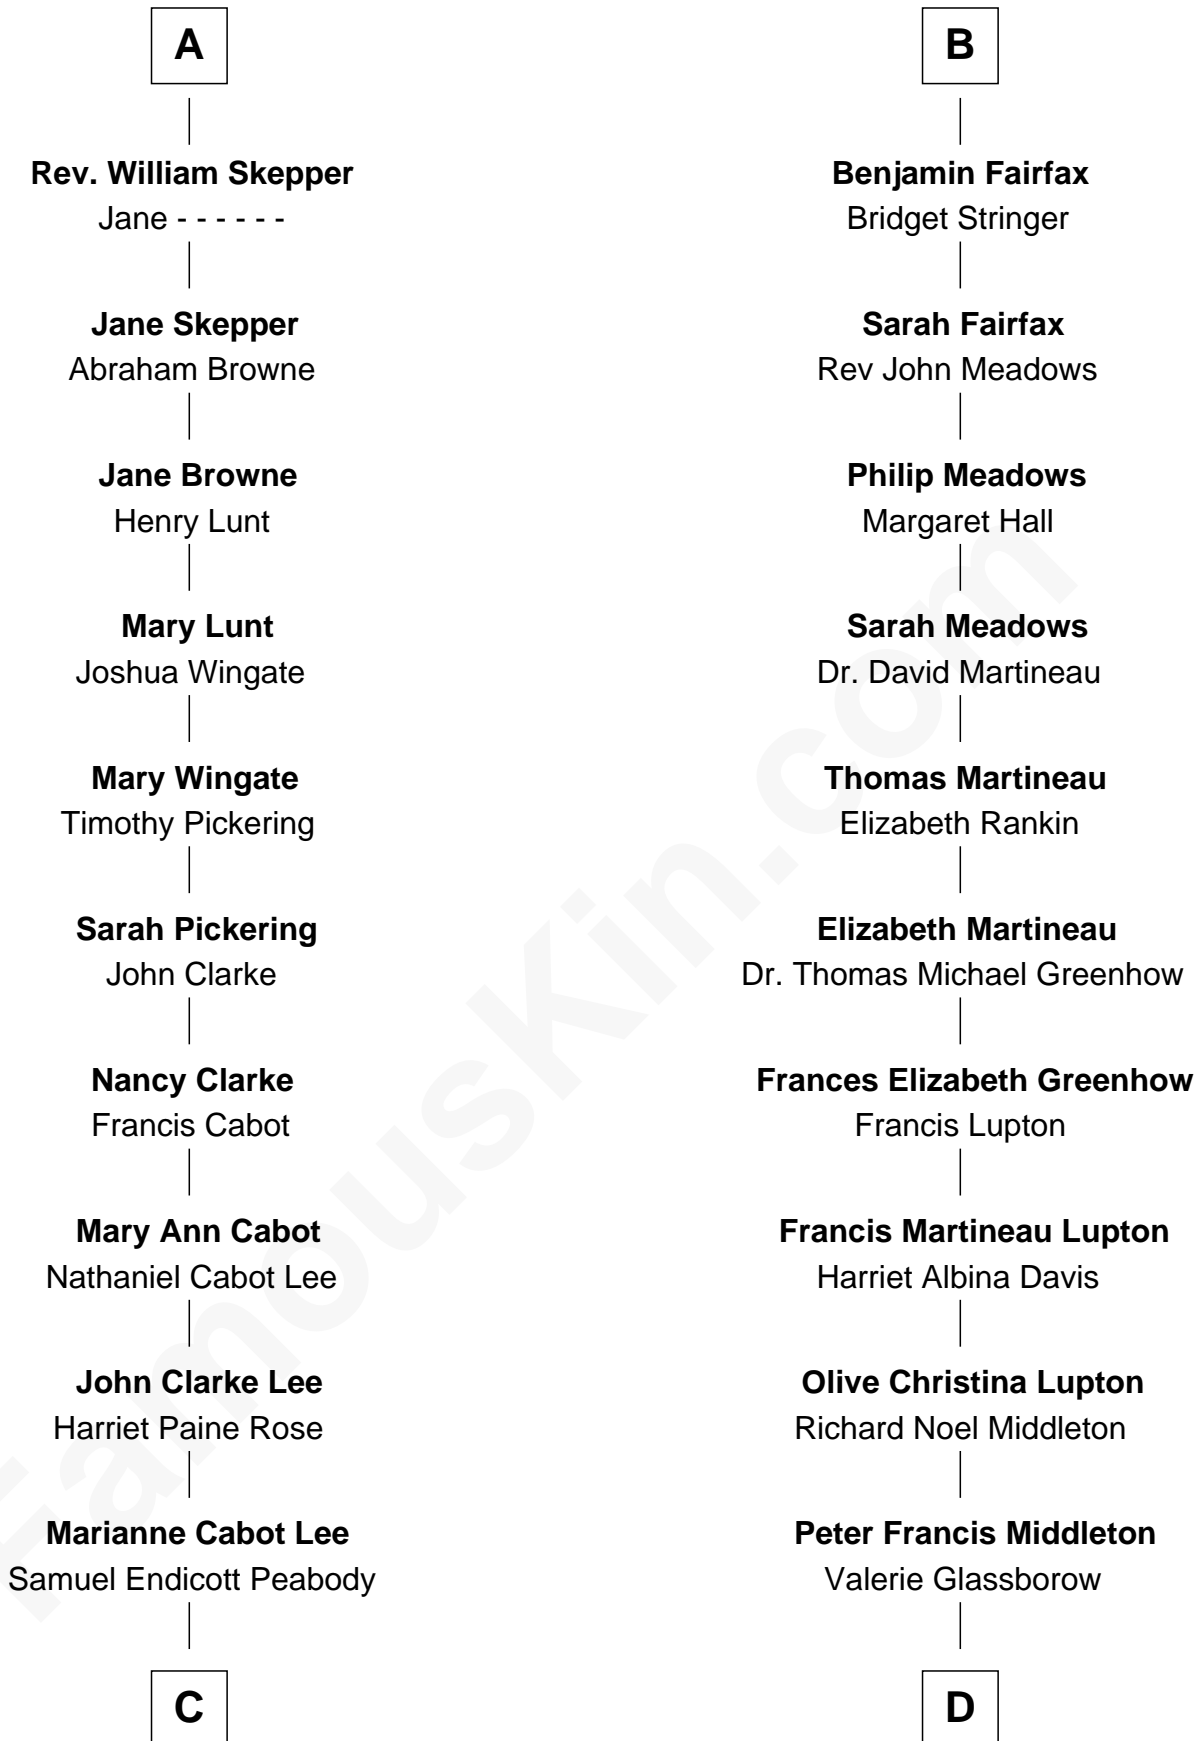 A
Rev. William Skepper
Jane - - - - - -
Jane Skepper
Abraham Browne
Jane Browne
Henry Lunt
Mary Lunt
Joshua Wingate
Mary Wingate
Timothy Pickering
Sarah Pickering
John Clarke
Nancy Clarke
Francis Cabot
Mary Ann Cabot
Nathaniel Cabot Lee
John Clarke Lee
Harriet Paine Rose
Marianne Cabot Lee
Samuel Endicott Peabody
C
B
Benjamin Fairfax
Bridget Stringer
Sarah Fairfax
Rev John Meadows
Philip Meadows
Margaret Hall
Sarah Meadows
Dr. David Martineau
Thomas Martineau
Elizabeth Rankin
Elizabeth Martineau
Dr. Thomas Michael Greenhow
Frances Elizabeth Greenhow
Francis Lupton
Francis Martineau Lupton
Harriet Albina Davis
Olive Christina Lupton
Richard Noel Middleton
Peter Francis Middleton
Valerie Glassborow
D
FamousKin.com